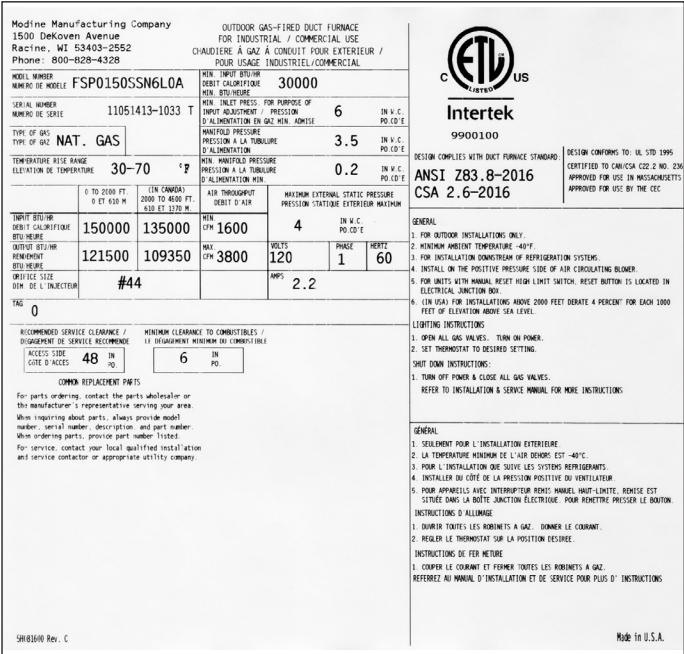 Modine Manufacturing Company
1500 DeKoven Avenue
Racine, WI 53403-2552
Phone: 800-828-4328
OUTDOOR GAS-FIRED DUCT FURNACE
FOR INDUSTRIAL / COMMERCIAL USE
CHAUDIERE Á GAZ Á CONDUIT POUR EXTERIEUR /
POUR USAGE INDUSTRIEL/COMMERCIAL
MODEL NUMBER
NUMERO DE MODELE FSP0150SSN6L0A
MIN. INPUT BTU/HR
DEBIT CALORIFIQUE 30000
MIN. BTU/HEURE
SERIAL NUMBER
NUMERO DE SERIE 11051413-1033 T
MIN. INLET PRESS. FOR PURPOSE OF
INPUT ADJUSTMENT / PRESSION 6 IN W.C.
D'ALIMENTATION EN GAZ MIN. ADMISE PO.CD'E
TYPE OF GAS
TYPE OF GAZ NAT. GAS
MANIFOLD PRESSURE
PRESSION A LA TUBULURE 3.5 IN W.C.
D'ALIMENTATION PO.CD'E
TEMPERATURE RISE RANGE
ELEVATION DE TEMPERATURE 30-70 °F
MIN. MANIFOLD PRESSURE
PRESSION A LA TUBULURE 0.2 IN W.C.
D'ALIMENTATION MIN. PO.CD'E
0 TO 2000 FT.
0 ET 610 M
(IN CANADA)
2000 TO 4500 FT.
610 ET 1370 M.
AIR THROUGHPUT
DEBIT D'AIR
MAXIMUM EXTERNAL STATIC PRESSURE
PRESSION STATIQUE EXTERIEUR MAXIMUM
INPUT BTU/HR
DEBIT CALORIFIQUE 150000 135000
BTU/HEURE
MIN.
CFM 1600
4 IN W.C.
PO.CD'E
OUTPUT BTU/HR
RENDEMENT 121500 109350
BTU/HEURE
MAX.
CFM 3800
VOLTS
120
PHASE
1
HERTZ
60
ORIFICE SIZE
DIM. DE L'INJECTEUR #44
AMPS
2.2
TAG
0
RECOMMENDED SERVICE CLEARANCE /
DEGAGEMENT DE SERVICE RECOMMENDE
ACCESS SIDE
CÔTE D'ACCES 48 IN
PO.
MINIMUM CLEARANCE TO COMBUSTIBLES /
LE DÉGAGEMENT MINIMUM DU COMBUSTIBLE
6 IN
PO.
COMMON REPLACEMENT PARTS
For parts ordering, contact the parts wholesaler or
the manufacturer's representative serving your area.
When inquiring about parts, always provide model
number, serial number, description, and part number.
When ordering parts, provide part number listed.
For service, contact your local qualified installation
and service contactor or appropriate utility company.
5H081600 Rev. C
C ETL US
LISTED
Intertek
9900100
DESIGN COMPLIES WITH DUCT FURNACE STANDARD:
ANSI Z83.8-2016
CSA 2.6-2016
DESIGN CONFORMS TO: UL STD 1995
CERTIFIED TO CAN/CSA C22.2 NO. 236
APPROVED FOR USE IN MASSACHUSETTS
APPROVED FOR USE BY THE CEC
GENERAL
1. FOR OUTDOOR INSTALLATIONS ONLY.
2. MINIMUM AMBIENT TEMPERATURE -40°F.
3. FOR INSTALLATION DOWNSTREAM OF REFRIGERATION SYSTEMS.
4. INSTALL ON THE POSITIVE PRESSURE SIDE OF AIR CIRCULATING BLOWER.
5. FOR UNITS WITH MANUAL RESET HIGH LIMIT SWITCH, RESET BUTTON IS LOCATED IN
ELECTRICAL JUNCTION BOX.
6. (IN USA) FOR INSTALLATIONS ABOVE 2000 FEET DERATE 4 PERCENT FOR EACH 1000
FEET OF ELEVATION ABOVE SEA LEVEL.
LIGHTING INSTRUCTIONS
1. OPEN ALL GAS VALVES. TURN ON POWER.
2. SET THERMOSTAT TO DESIRED SETTING.
SHUT DOWN INSTRUCTIONS:
1. TURN OFF POWER & CLOSE ALL GAS VALVES.
REFER TO INSTALLATION & SERVCE MANUAL FOR MORE INSTRUCTIONS
GÉNÉRAL
1. SEULEMENT POUR L'INSTALLATION EXTERIEURE.
2. LA TEMPERATURE MINIMUM DE L'AIR DEHORS EST -40°C.
3. POUR L'INSTALLATION QUE SUIVE LES SYSTEMS REFRIGERANTS.
4. INSTALLER DU CÔTÉ DE LA PRESSION POSITIVE DU VENTILATEUR.
5. POUR APPAREILS AVEC INTERRUPTEUR REMIS MANUEL HAUT-LIMITE, REMISE EST
SITUÉE DANS LA BOÎTE JUNCTION ÉLECTRIQUE. POUR REMETTRE PRESSER LE BOUTON.
INSTRUCTIONS D'ALLUMAGE
1. OUVRIR TOUTES LES ROBINETS A GAZ. DONNER LE COURANT.
2. REGLER LE THERMOSTAT SUR LA POSITION DESIREE.
INSTRUCTIONS DE FER METURE
1. COUPER LE COURANT ET FERMER TOUTES LES ROBINETS A GAZ.
REFERREZ AU MANUAL D'INSTALLATION ET DE SERVICE POUR PLUS D' INSTRUCTIONS
Made in U.S.A.